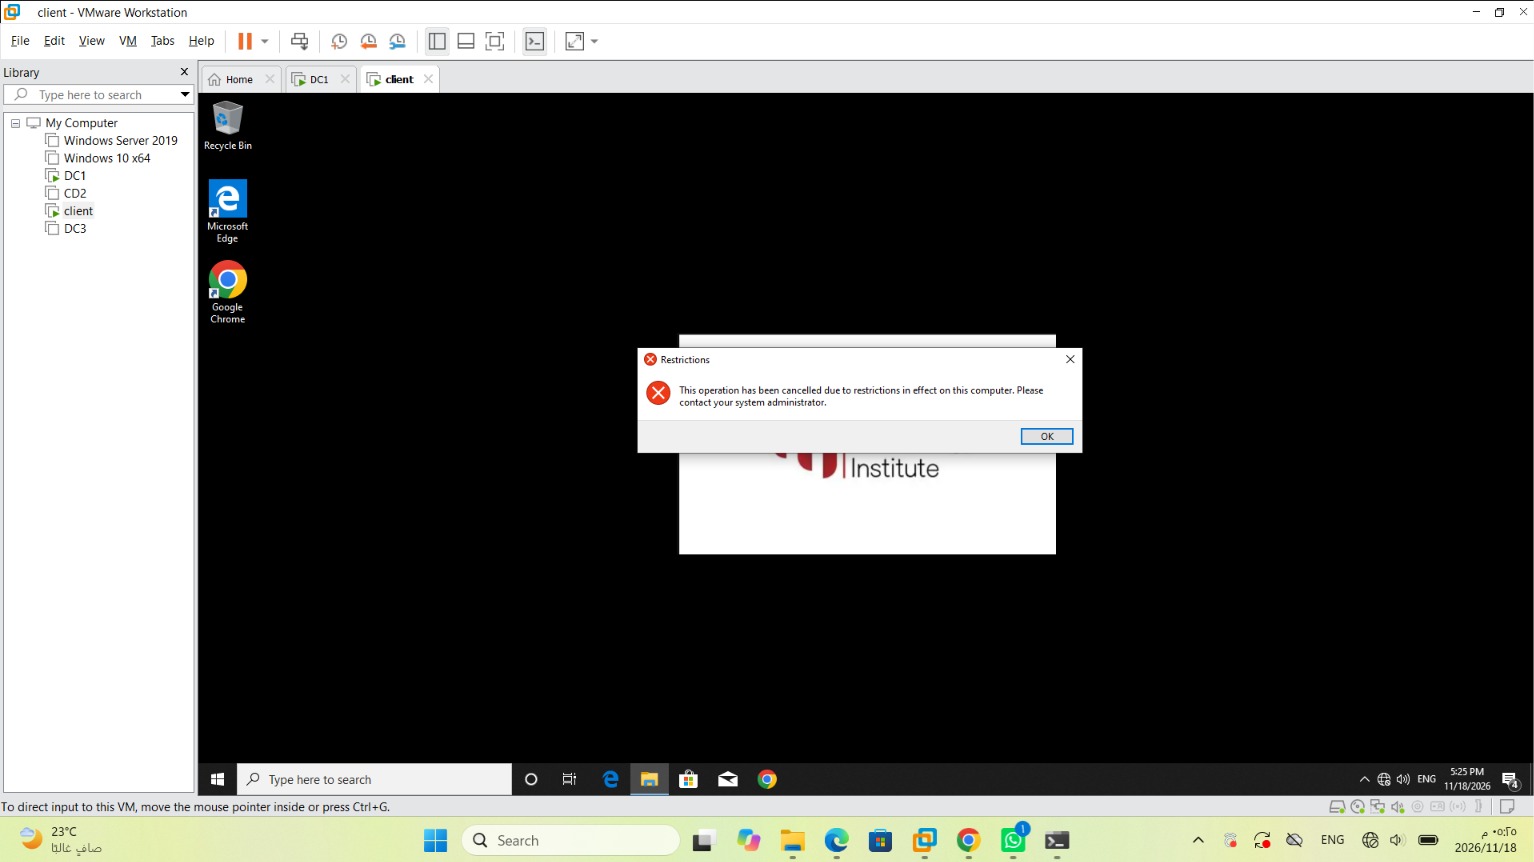 client - VMware Workstation
File Edit View VM Tabs Help
Library
Type here to search
Home
DC1
client
My Computer
Windows Server 2019
Windows 10 x64
DC1
CD2
client
DC3
Recycle Bin
Microsoft
Edge
Google
Chrome
Restrictions
This operation has been cancelled due to restrictions in effect on this computer. Please
contact your system administrator.
OK
Institute
Type here to search
ENG
5:25 PM
11/18/2026
4
To direct input to this VM, move the mouse pointer inside or press Ctrl+G.
23°C
صافٍ غالبًا
Search
1
ENG
٠٥:٢٥ م
2026/11/18